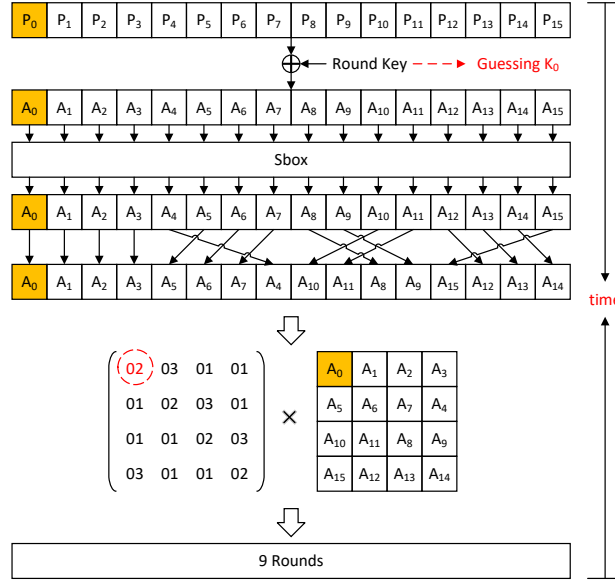 P₀ P₁ P₂ P₃ P₄ P₅ P₆ P₇ P₈ P₉ P₁₀ P₁₁ P₁₂ P₁₃ P₁₄ P₁₅
Round Key Guessing K₀
A₀ A₁ A₂ A₃ A₄ A₅ A₆ A₇ A₈ A₉ A₁₀ A₁₁ A₁₂ A₁₃ A₁₄ A₁₅
Sbox
A₀ A₁ A₂ A₃ A₄ A₅ A₆ A₇ A₈ A₉ A₁₀ A₁₁ A₁₂ A₁₃ A₁₄ A₁₅
A₀ A₁ A₂ A₃ A₅ A₆ A₇ A₄ A₁₀ A₁₁ A₈ A₉ A₁₅ A₁₂ A₁₃ A₁₄
time
02 03 01 01 A₀ A₁ A₂ A₃
01 02 03 01 × A₅ A₆ A₇ A₄
01 01 02 03 A₁₀ A₁₁ A₈ A₉
03 01 01 02 A₁₅ A₁₂ A₁₃ A₁₄
9 Rounds